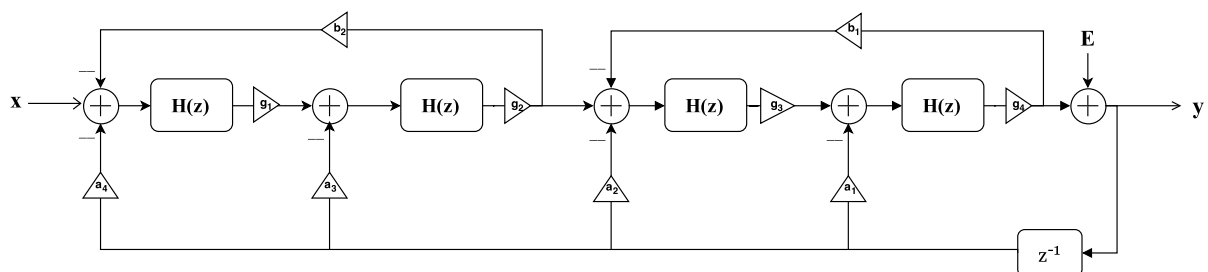 b₂
b₁
E
x
H(z)
g₁
H(z)
g₂
H(z)
g₃
H(z)
g₄
y
a₄
a₃
a₂
a₁
z⁻¹